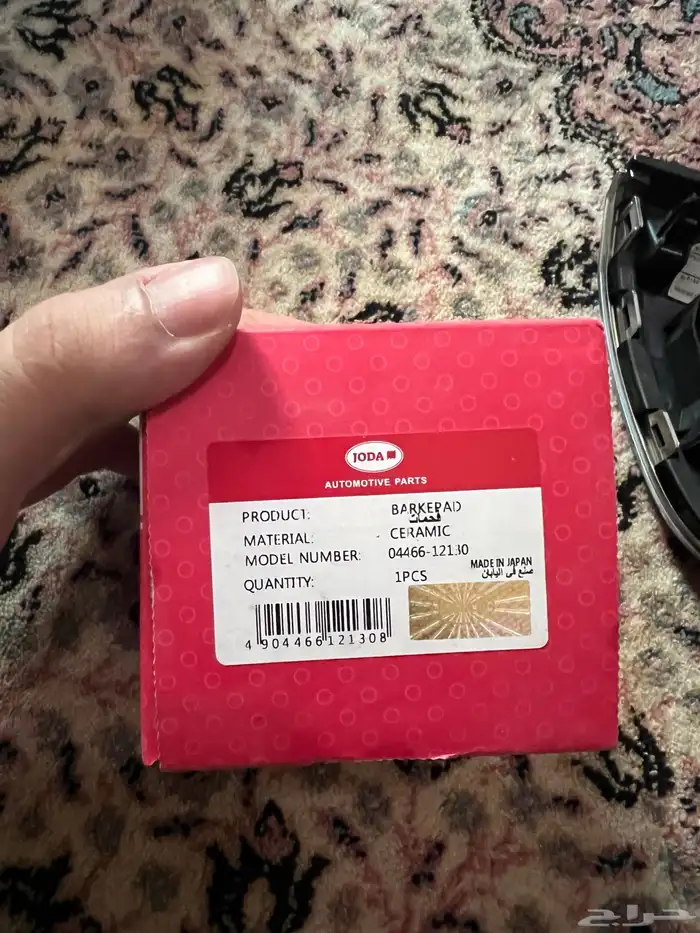 JODA
AUTOMOTIVE PARTS
PRODUCT: BARKEPAD
فحمات
MATERIAL: CERAMIC
MODEL NUMBER: 04466-12130
MADE IN JAPAN
صنع في اليابان
QUANTITY: 1PCS
4 904466 121308
حراج